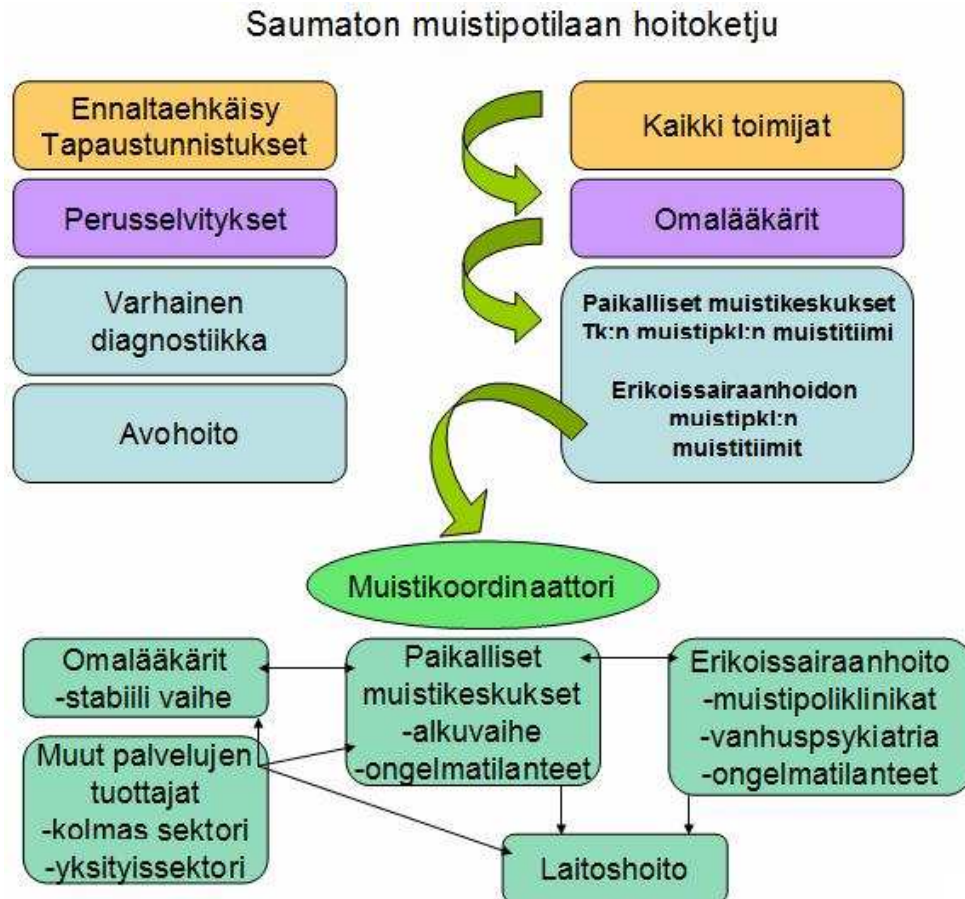 Saumaton muistipotilaan hoitoketju
Ennaltaehkäisy
Tapaustunnistukset
Kaikki toimijat
Perusselvitykset
Omalääkärit
Varhainen
diagnostiikka
Avohoito
Paikalliset muistikeskukset
Tk:n muistipkl:n muistitiimi
Erikoissairaanhoidon
muistipkl:n
muistitiimit
Muistikoordinaattori
Omalääkärit
-stabiili vaihe
Paikalliset
muistikeskukset
-alkuvaihe
-ongelmatilanteet
Erikoissairaanhoito
-muistipoliklinikat
-vanhuspsykiatria
-ongelmatilanteet
Muut palvelujen
tuottajat
-kolmas sektori
-yksityissektori
Laitoshoito